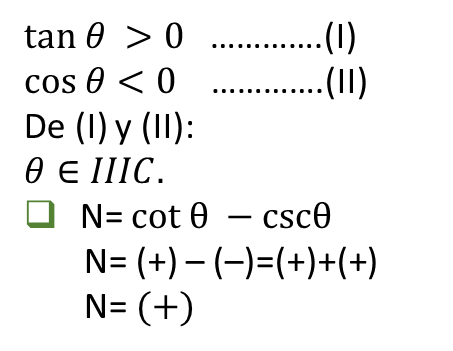 tan θ > 0 .............(I)
cos θ < 0 .............(II)
De (I) y (II):
θ ∈ IIIC.
❑ N= cot θ − cscθ
N= (+) – (–)=(+)+(+)
N= (+)